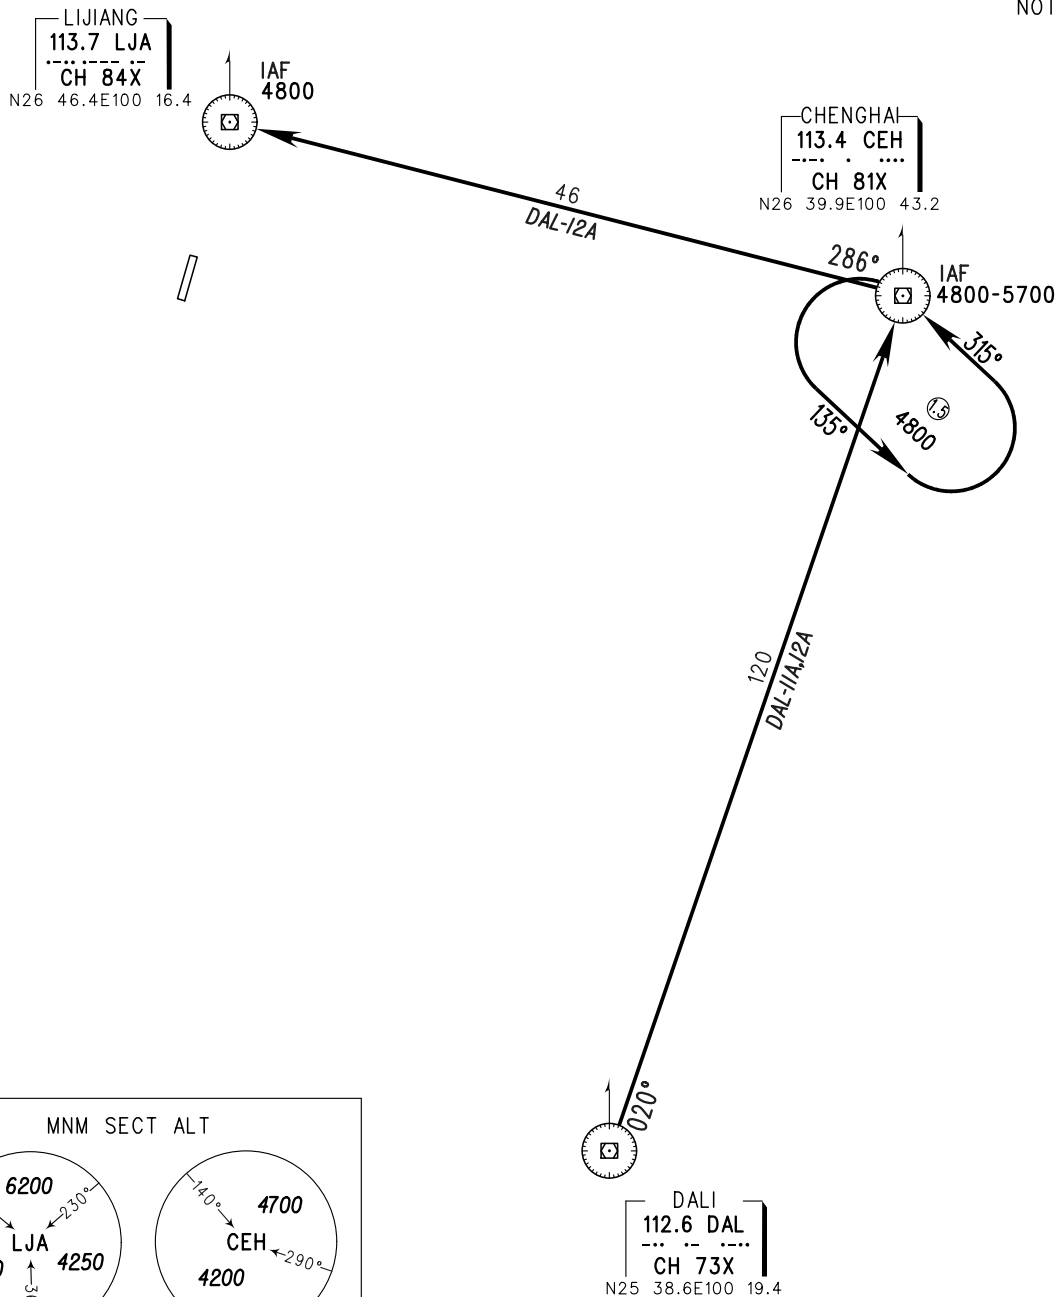 NOT
LIJIANG
113.7 LJA
CH 84X
N26 46.4E100 16.4
IAF
4800
CHENGHAI
113.4 CEH
CH 81X
N26 39.9E100 43.2
46
DAL-12A
286°
IAF
4800-5700
315°
1.5
4800
135°
120
DAL-11A,12A
020°
DALI
112.6 DAL
CH 73X
N25 38.6E100 19.4
MNM SECT ALT
6200
230°
LJA
4250
140°
4700
CEH
290°
4200